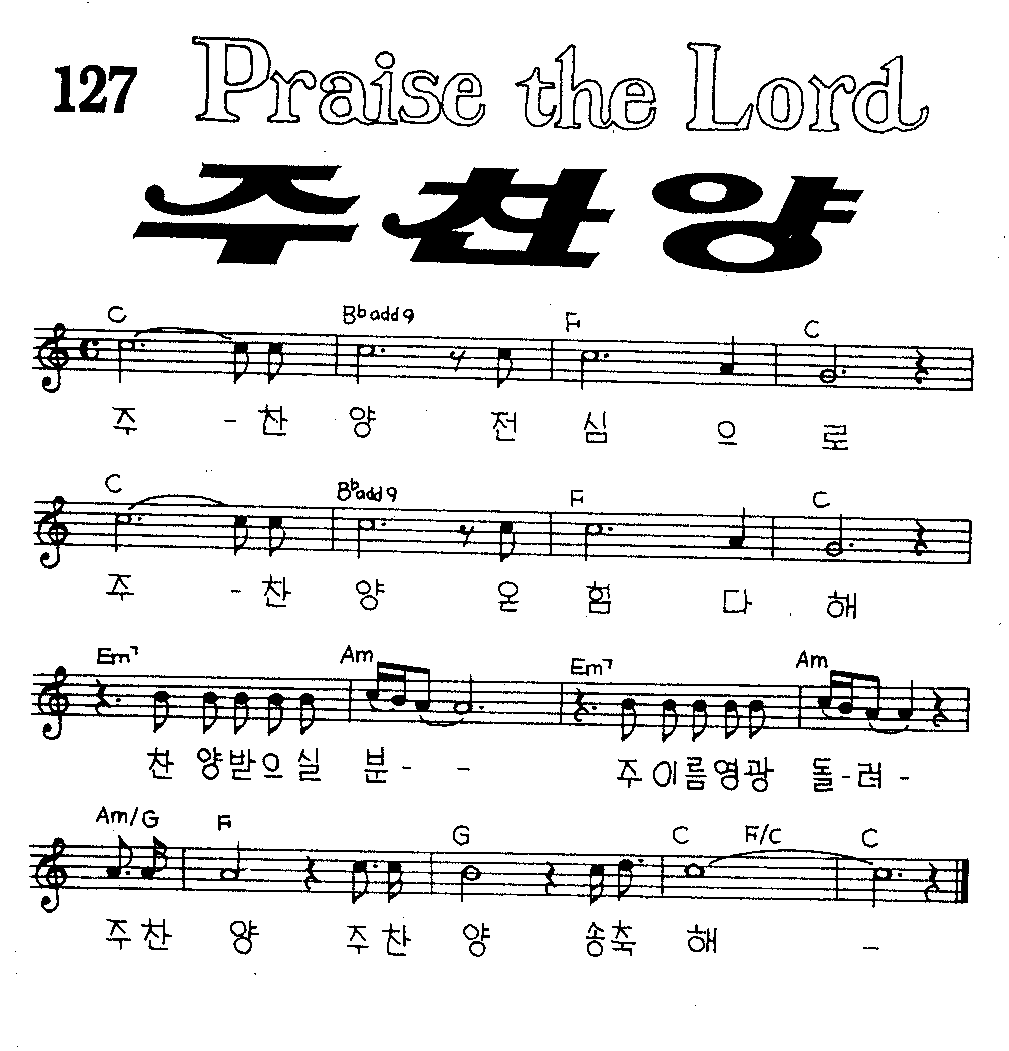 127 Praise the Lord
주찬양
C B♭add9 F C
주 - 찬 양 전 심 으 로
C B♭add9 F C
주 - 찬 양 온 힘 다 해
Em7 Am Em7 Am
찬 양받으실 분 - - 주이름영광 돌-려 -
Am/G F G C F/C C
주찬 양 주찬 양 송축 해 -